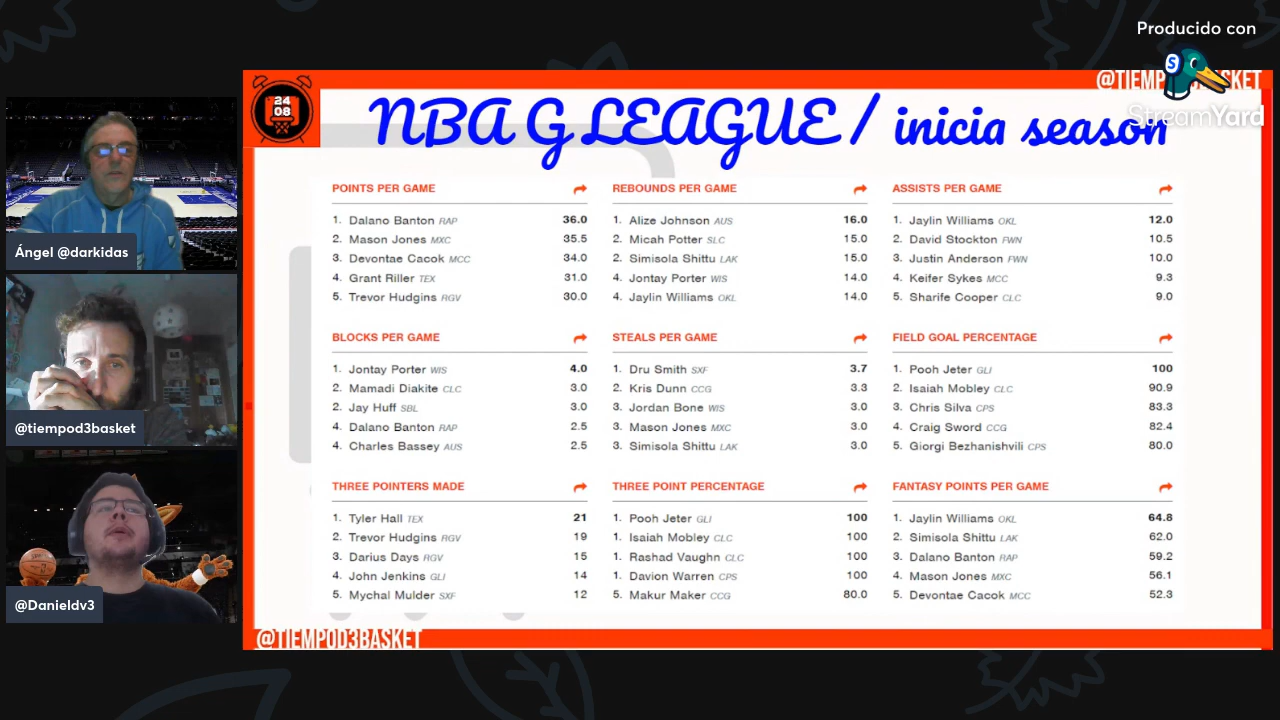 Producido con
S
StreamYard
@TIEMPOD3BASKET
24
08
NBA G LEAGUE / inicia season
POINTS PER GAME
1. Dalano Banton RAP 36.0
2. Mason Jones MXC 35.5
3. Devontae Cacok MCC 34.0
4. Grant Riller TEX 31.0
5. Trevor Hudgins RGV 30.0
REBOUNDS PER GAME
1. Alize Johnson AUS 16.0
2. Micah Potter SLC 15.0
2. Simisola Shittu LAK 15.0
4. Jontay Porter WIS 14.0
4. Jaylin Williams OKL 14.0
ASSISTS PER GAME
1. Jaylin Williams OKL 12.0
2. David Stockton FWN 10.5
3. Justin Anderson FWN 10.0
4. Keifer Sykes MCC 9.3
5. Sharife Cooper CLC 9.0
BLOCKS PER GAME
1. Jontay Porter WIS 4.0
2. Mamadi Diakite CLC 3.0
2. Jay Huff SBL 3.0
4. Dalano Banton RAP 2.5
4. Charles Bassey AUS 2.5
STEALS PER GAME
1. Dru Smith SXF 3.7
2. Kris Dunn CCG 3.3
3. Jordan Bone WIS 3.0
3. Mason Jones MXC 3.0
3. Simisola Shittu LAK 3.0
FIELD GOAL PERCENTAGE
1. Pooh Jeter GLI 100
2. Isaiah Mobley CLC 90.9
3. Chris Silva CPS 83.3
4. Craig Sword CCG 82.4
5. Giorgi Bezhanishvili CPS 80.0
THREE POINTERS MADE
1. Tyler Hall TEX 21
2. Trevor Hudgins RGV 19
3. Darius Days RGV 15
4. John Jenkins GLI 14
5. Mychal Mulder SXF 12
THREE POINT PERCENTAGE
1. Pooh Jeter GLI 100
1. Isaiah Mobley CLC 100
1. Rashad Vaughn CLC 100
1. Davion Warren CPS 100
5. Makur Maker CCG 80.0
FANTASY POINTS PER GAME
1. Jaylin Williams OKL 64.8
2. Simisola Shittu LAK 62.0
3. Dalano Banton RAP 59.2
4. Mason Jones MXC 56.1
5. Devontae Cacok MCC 52.3
@TIEMPOD3BASKET
Ángel @darkidas
@tiempod3basket
@Danieldv3